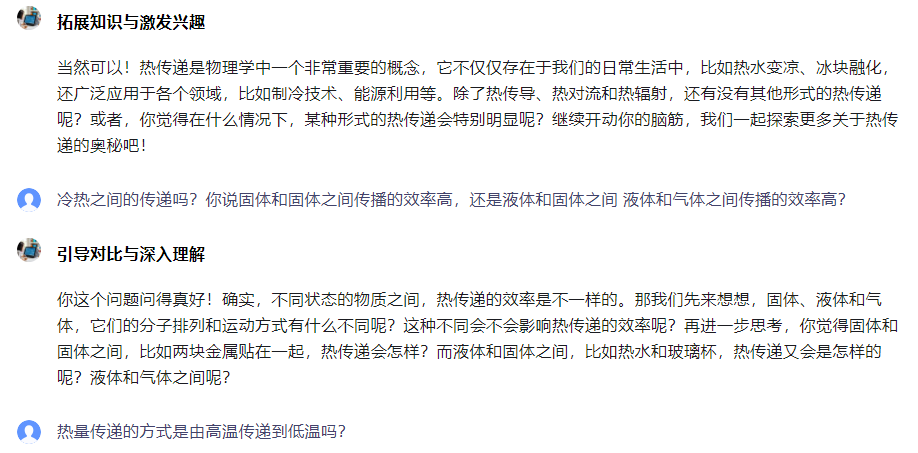 拓展知识与激发兴趣
当然可以！热传递是物理学中一个非常重要的概念，它不仅仅存在于我们的日常生活中，比如热水变凉、冰块融化，
还广泛应用于各个领域，比如制冷技术、能源利用等。除了热传导、热对流和热辐射，还有没有其他形式的热传递
呢？或者，你觉得在什么情况下，某种形式的热传递会特别明显呢？继续开动你的脑筋，我们一起探索更多关于热传
递的奥秘吧！
冷热之间的传递吗？你说固体和固体之间传播的效率高，还是液体和固体之间 液体和气体之间传播的效率高？
引导对比与深入理解
你这个问题问得真好！确实，不同状态的物质之间，热传递的效率是不一样的。那我们先来想想，固体、液体和气
体，它们的分子排列和运动方式有什么不同呢？这种不同会不会影响热传递的效率呢？再进一步思考，你觉得固体和
固体之间，比如两块金属贴在一起，热传递会怎样？而液体和固体之间，比如热水和玻璃杯，热传递又会是怎样的
呢？液体和气体之间呢？
热量传递的方式是由高温传递到低温吗？